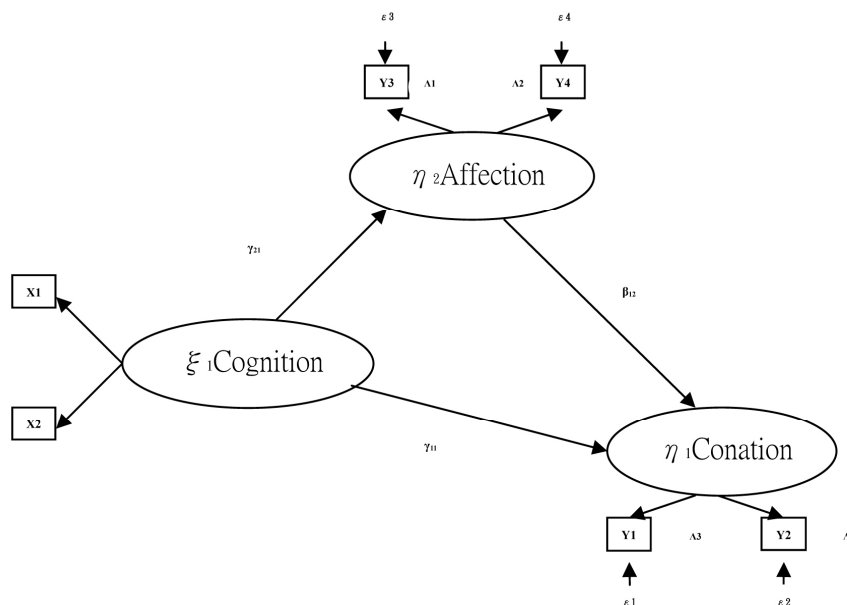 ε3 ε4
Y3 Λ1 Λ2 Y4
η 2Affection
γ21
X1
β12
ξ 1Cognition
X2
γ11
η 1Conation
Y1 Λ3 Y2
ε1 ε2